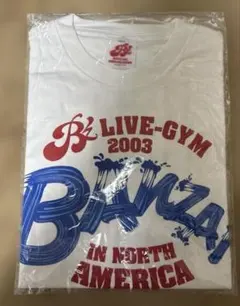 B'z
B'z LIVE-GYM
2003
BANZAI
IN NORTH
AMERICA